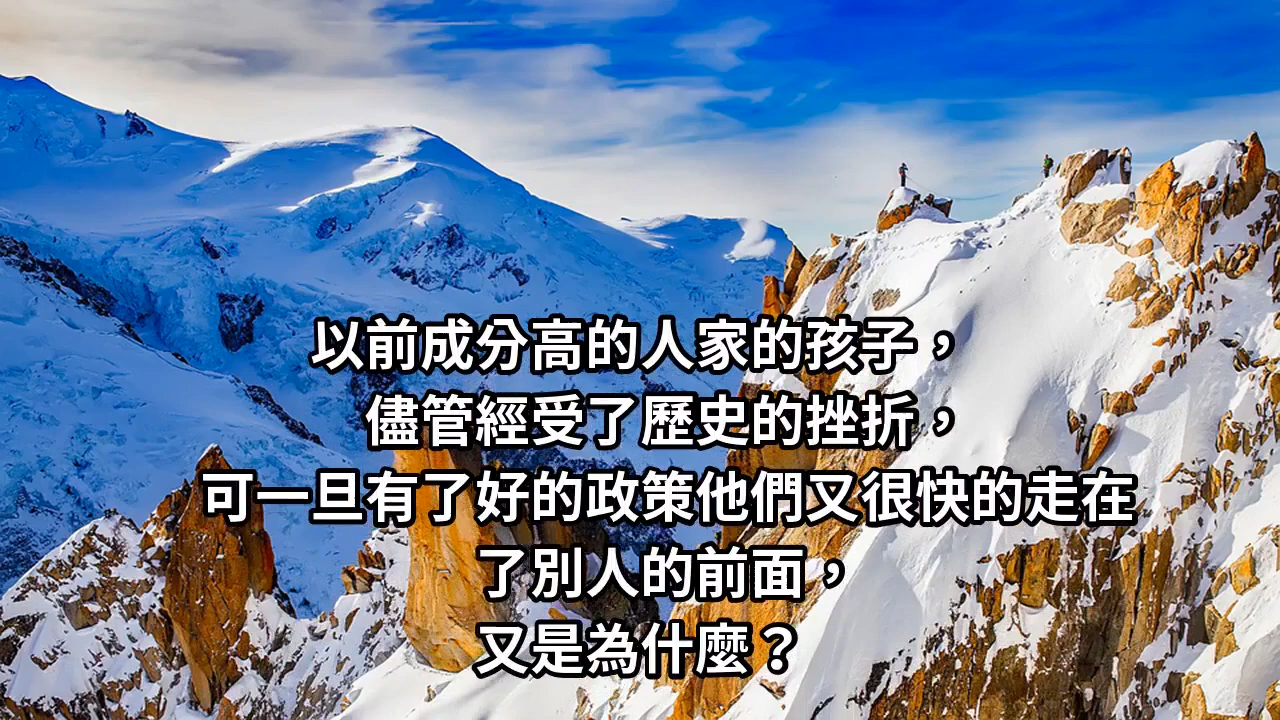 以前成分高的人家的孩子，
儘管經受了歷史的挫折，
可一旦有了好的政策他們又很快的走在
了別人的前面，
又是為什麼？